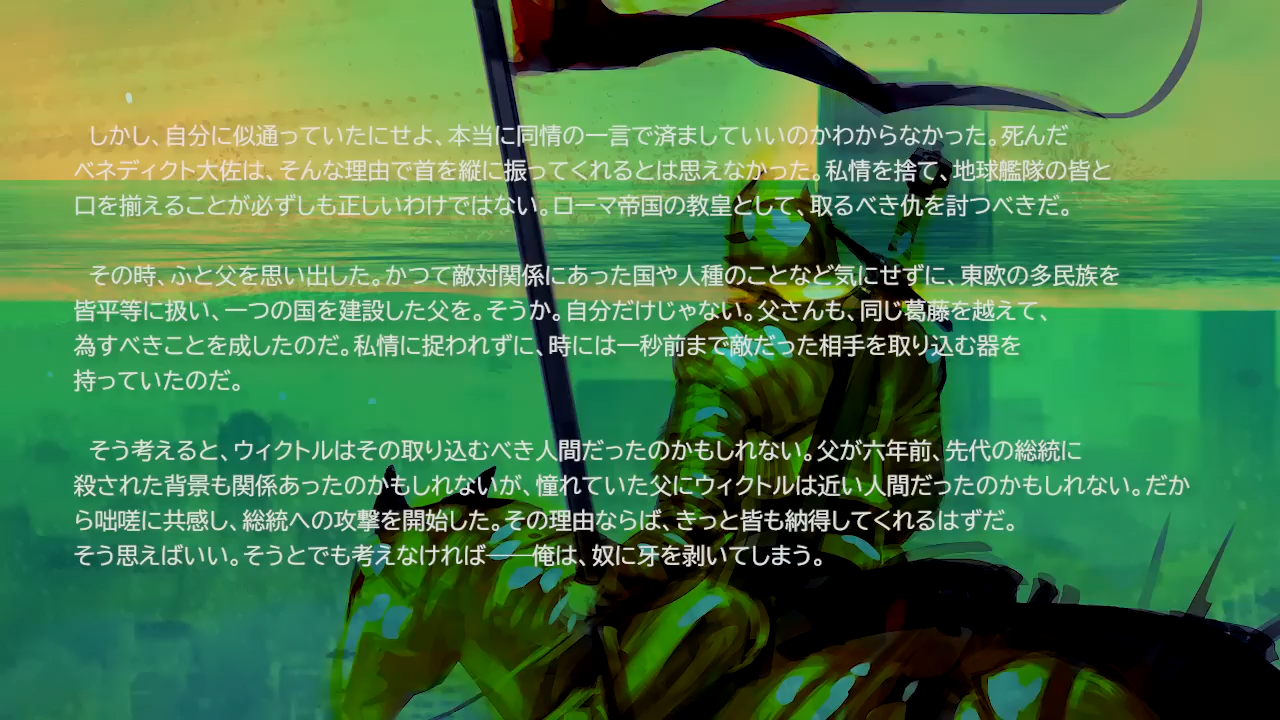 しかし、自分に似通っていたにせよ、本当に同情の一言で済ましていいのかわからなかった。死んだ
ベネディクト大佐は、そんな理由で首を縦に振ってくれるとは思えなかった。私情を捨て、地球艦隊の皆と
口を揃えることが必ずしも正しいわけではない。ローマ帝国の教皇として、取るべき仇を討つべきだ。
その時、ふと父を思い出した。かつて敵対関係にあった国や人種のことなど気にせずに、東欧の多民族を
皆平等に扱い、一つの国を建設した父を。そうか。自分だけじゃない。父さんも、同じ葛藤を越えて、
為すべきことを成したのだ。私情に捉われずに、時には一秒前まで敵だった相手を取り込む器を
持っていたのだ。
そう考えると、ウィクトルはその取り込むべき人間だったのかもしれない。父が六年前、先代の総統に
殺された背景も関係あったのかもしれないが、憧れていた父にウィクトルは近い人間だったのかもしれない。だか
ら咄嗟に共感し、総統への攻撃を開始した。その理由ならば、きっと皆も納得してくれるはずだ。
そう思えばいい。そうとでも考えなければ――俺は、奴に牙を剥いてしまう。